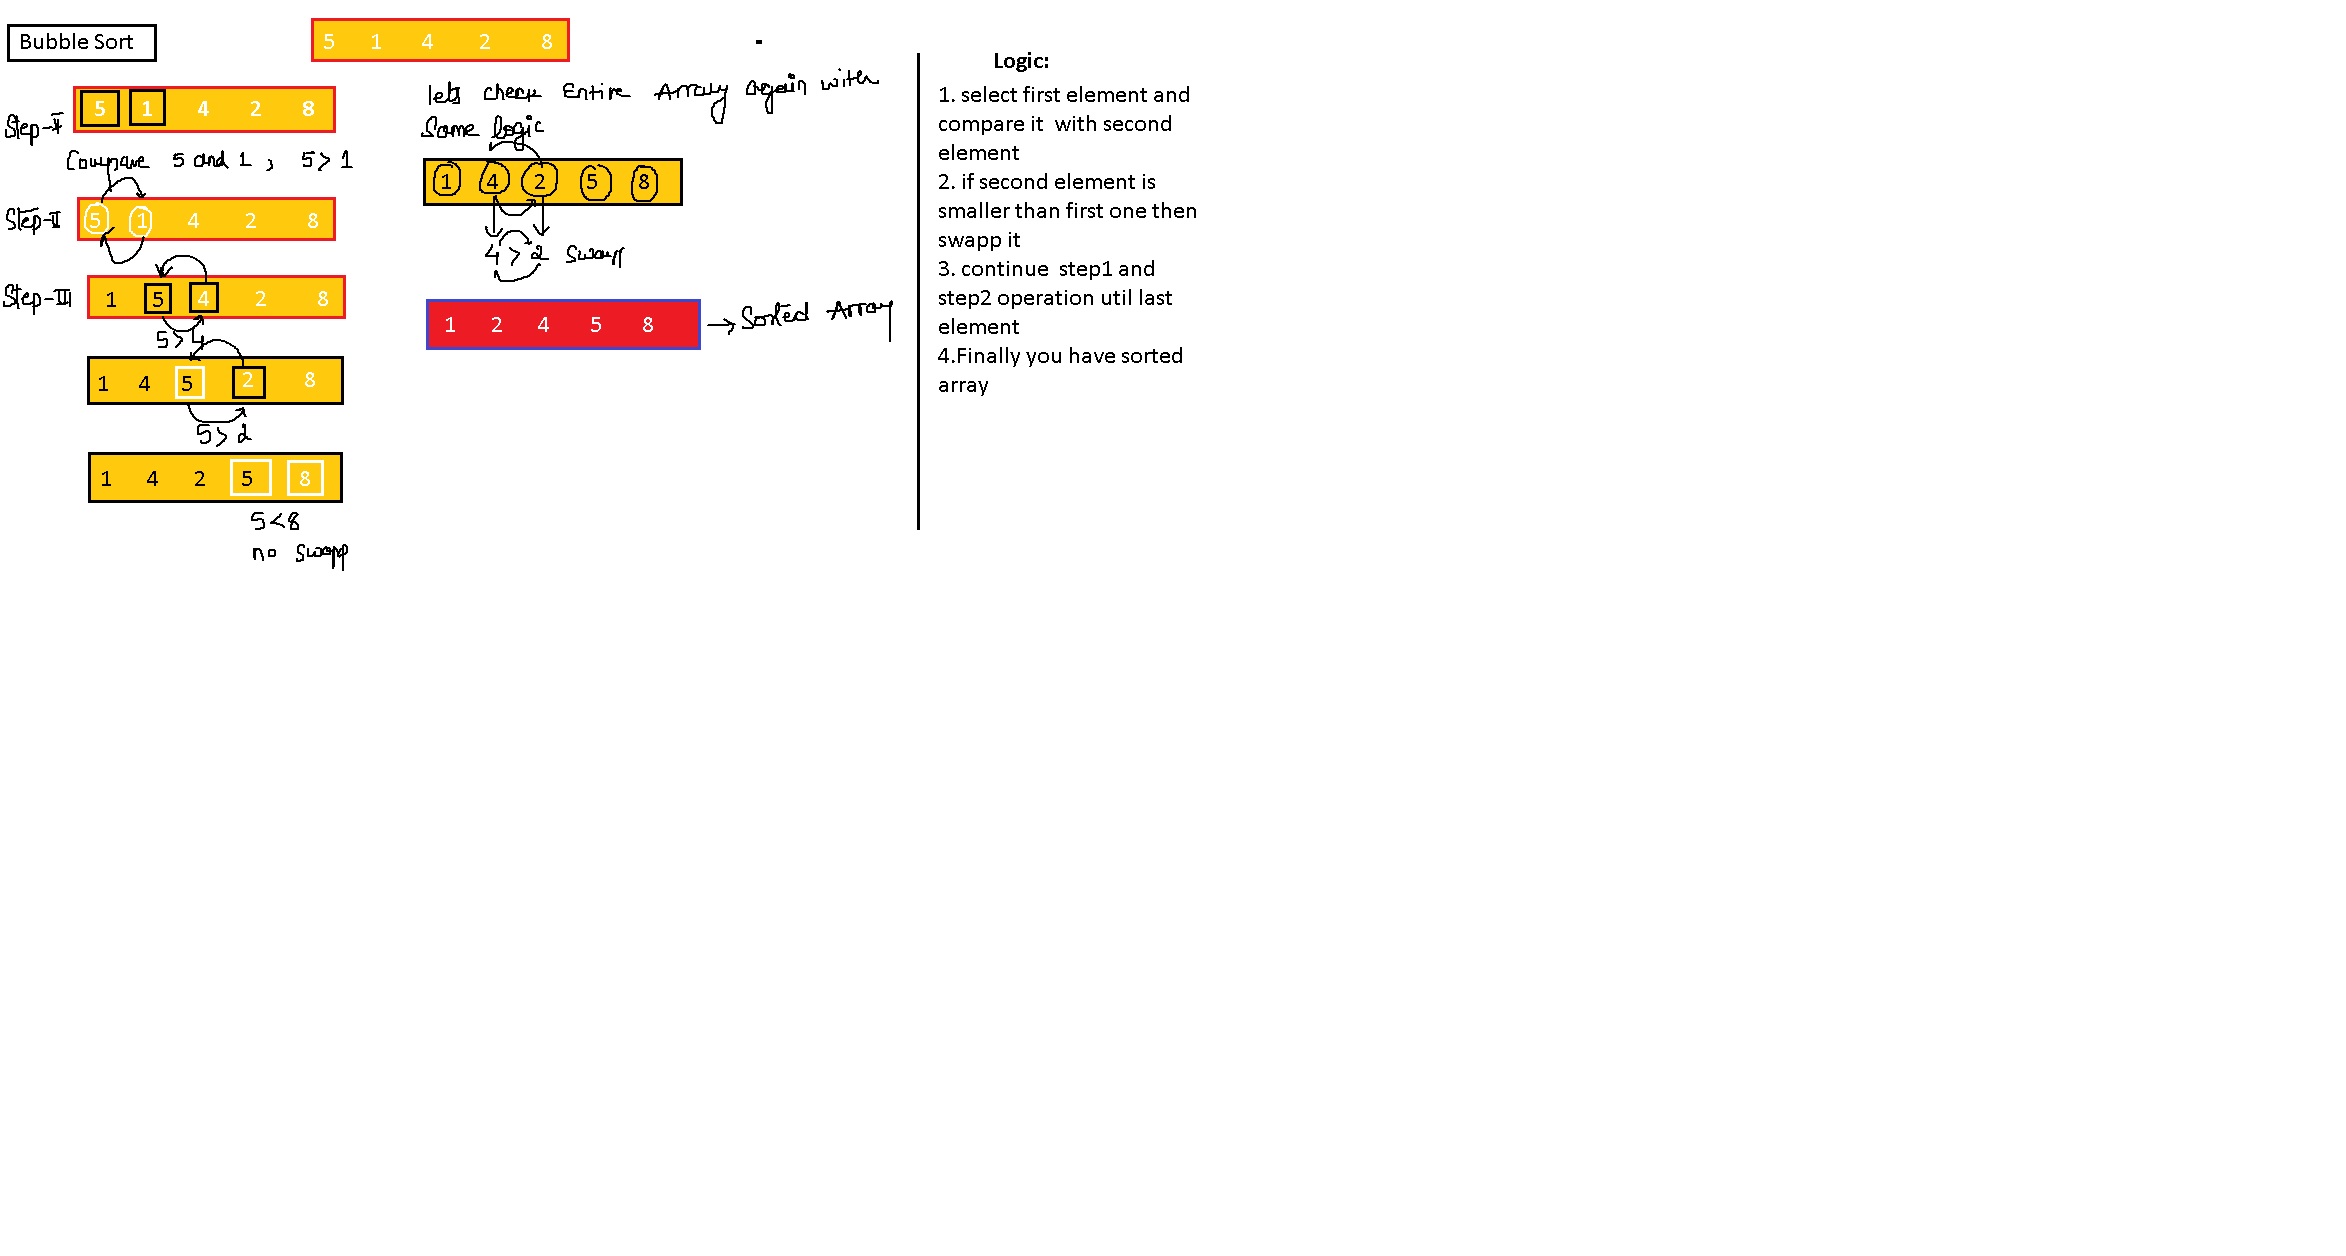 Bubble Sort
5 1 4 2 8
Step-I
5 1 4 2 8
Compare 5 and 1 , 5 > 1
Step-II
5 1 4 2 8
Step-III
1 5 4 2 8
5 > 4
1 4 5 2 8
5 > 2
1 4 2 5 8
5 < 8
no swapp
lets check Entire Array again with
Same logic
1 4 2 5 8
4 > 2 swapp
1 2 4 5 8 → Sorted Array
Logic:
1. select first element and
compare it with second
element
2. if second element is
smaller than first one then
swapp it
3. continue step1 and
step2 operation util last
element
4.Finally you have sorted
array